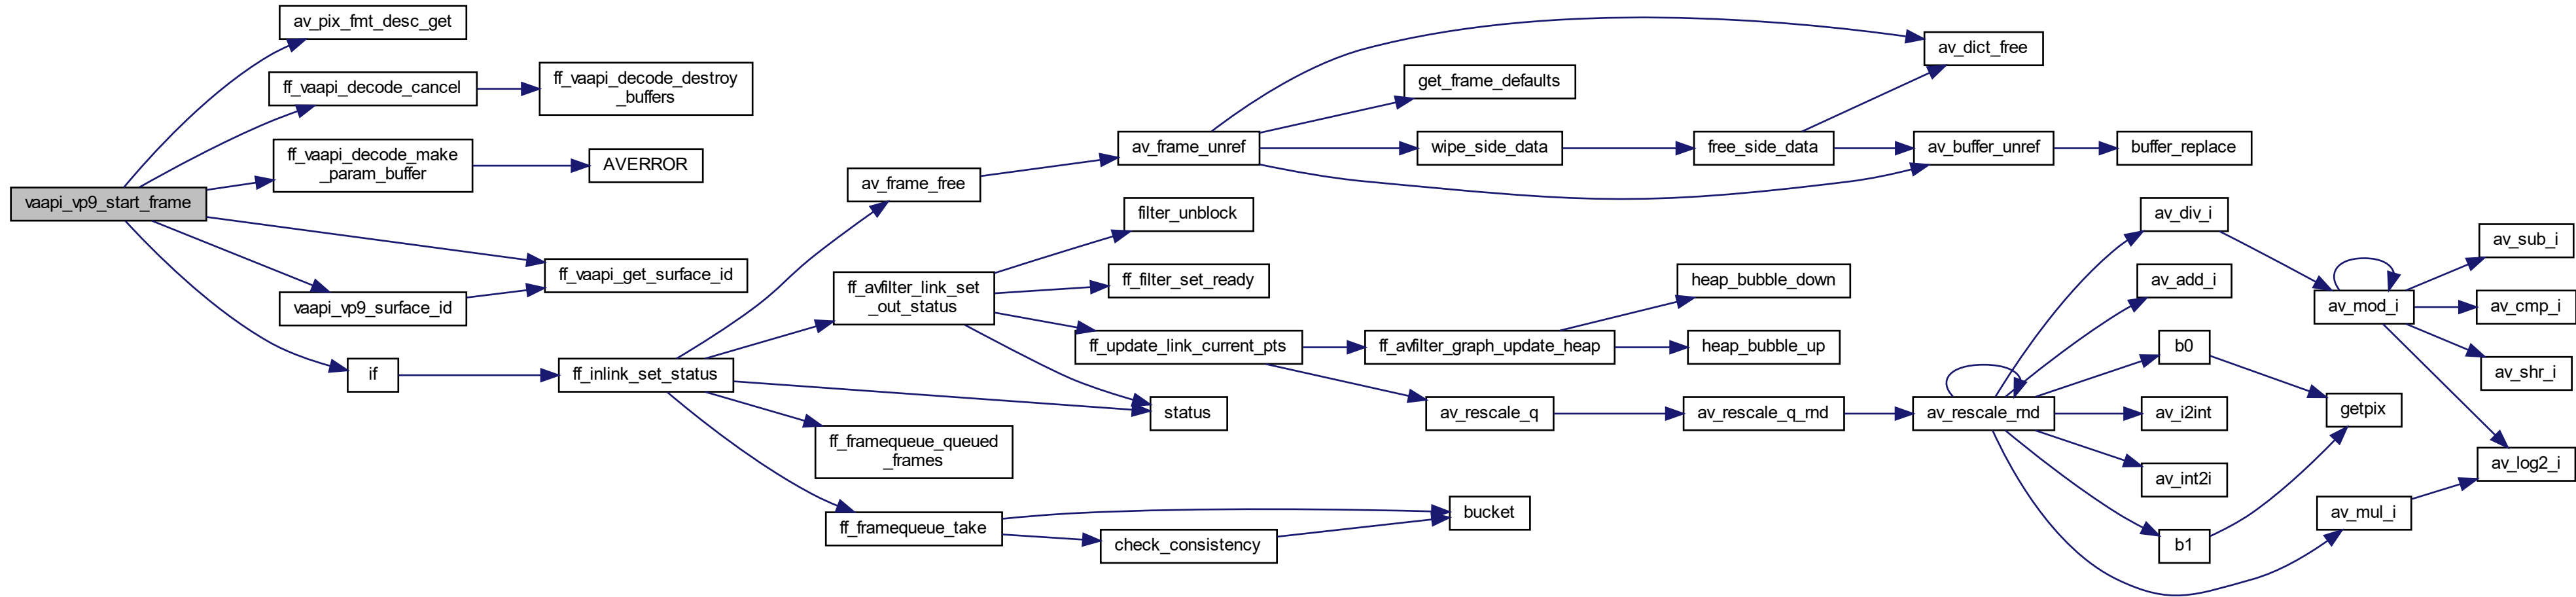 vaapi_vp9_start_frame
av_pix_fmt_desc_get
ff_vaapi_decode_cancel
ff_vaapi_decode_destroy
_buffers
ff_vaapi_decode_make
_param_buffer
AVERROR
ff_vaapi_get_surface_id
vaapi_vp9_surface_id
if
ff_inlink_set_status
av_frame_free
av_frame_unref
av_dict_free
get_frame_defaults
wipe_side_data
free_side_data
av_buffer_unref
buffer_replace
ff_avfilter_link_set
_out_status
filter_unblock
ff_filter_set_ready
ff_update_link_current_pts
ff_avfilter_graph_update_heap
heap_bubble_down
heap_bubble_up
status
av_rescale_q
av_rescale_q_rnd
av_rescale_rnd
av_div_i
av_add_i
b0
av_i2int
av_int2i
b1
av_mod_i
getpix
av_mul_i
av_sub_i
av_cmp_i
av_shr_i
av_log2_i
ff_framequeue_queued
_frames
ff_framequeue_take
check_consistency
bucket